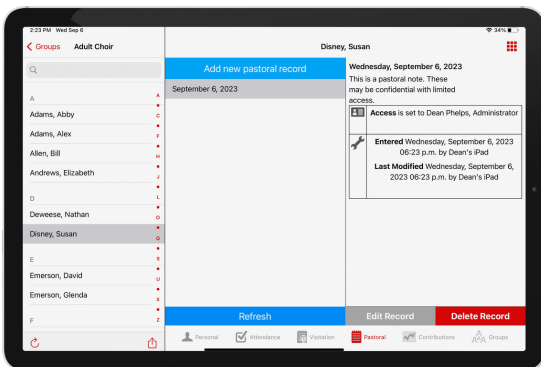 2:23 PM Wed Sep 6
34%
Groups Adult Choir
Disney, Susan
A
Adams, Abby
Adams, Alex
Allen, Bill
Andrews, Elizabeth
D
Deweese, Nathan
Disney, Susan
E
Emerson, David
Emerson, Glenda
F
A
C
F
H
J
L
O
Q
S
U
X
Z
Add new pastoral record
September 6, 2023
Refresh
Wednesday, September 6, 2023
This is a pastoral note. These
may be confidential with limited
access.
Access is set to Dean Phelps, Administrator
Entered Wednesday, September 6, 2023
06:23 p.m. by Dean's iPad
Last Modified Wednesday, September 6,
2023 06:23 p.m. by Dean's iPad
Edit Record Delete Record
Personal Attendance Visitation Pastoral Contributions Groups